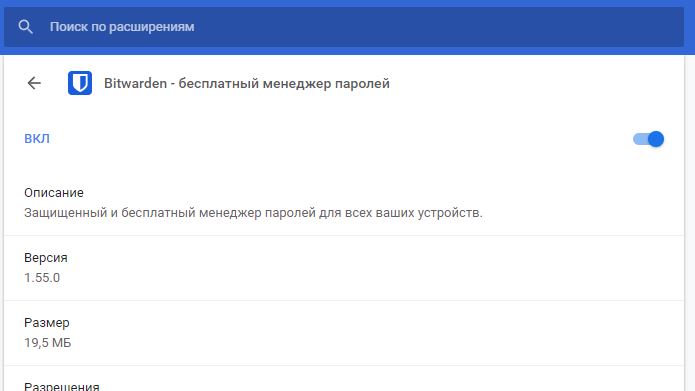 Поиск по расширениям
Bitwarden - бесплатный менеджер паролей
ВКЛ
Описание
Защищенный и бесплатный менеджер паролей для всех ваших устройств.
Версия
1.55.0
Размер
19,5 МБ
Разрешения